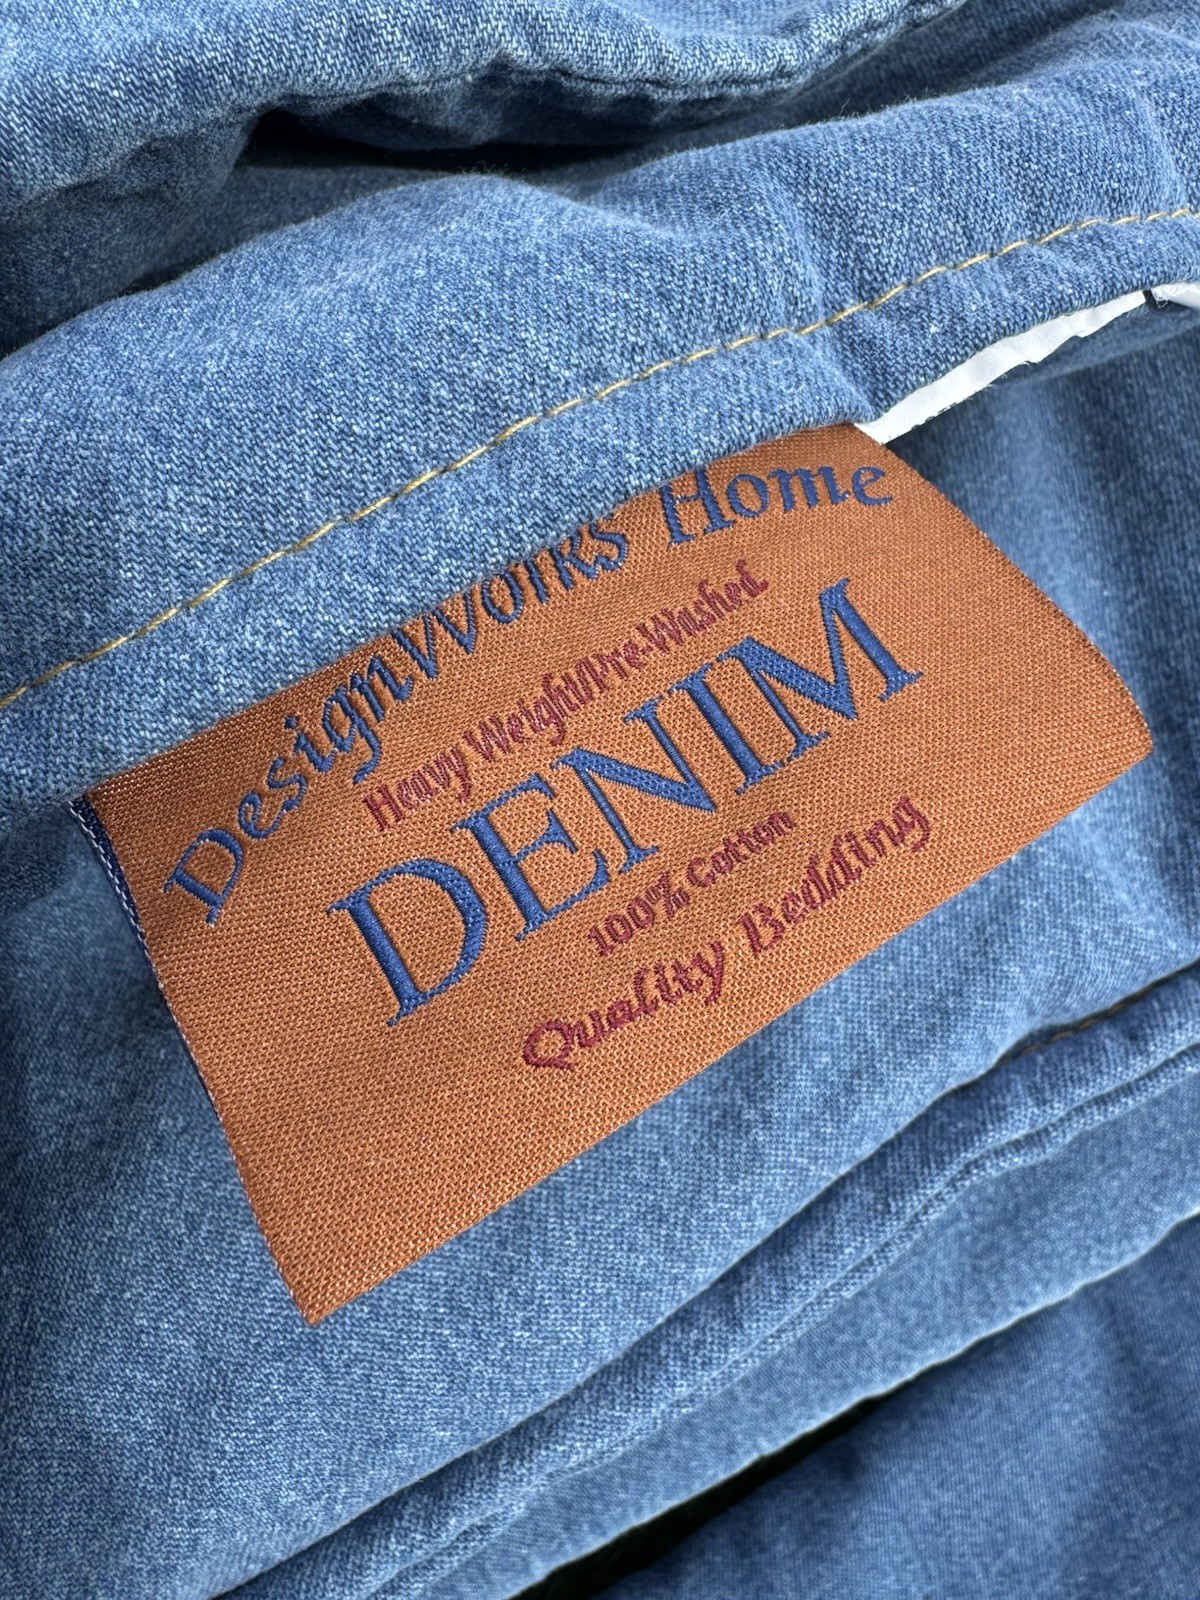 DesignWorks Home
Heavy Weight/Pre-Washed
DENIM
100% Cotton
Quality Bedding